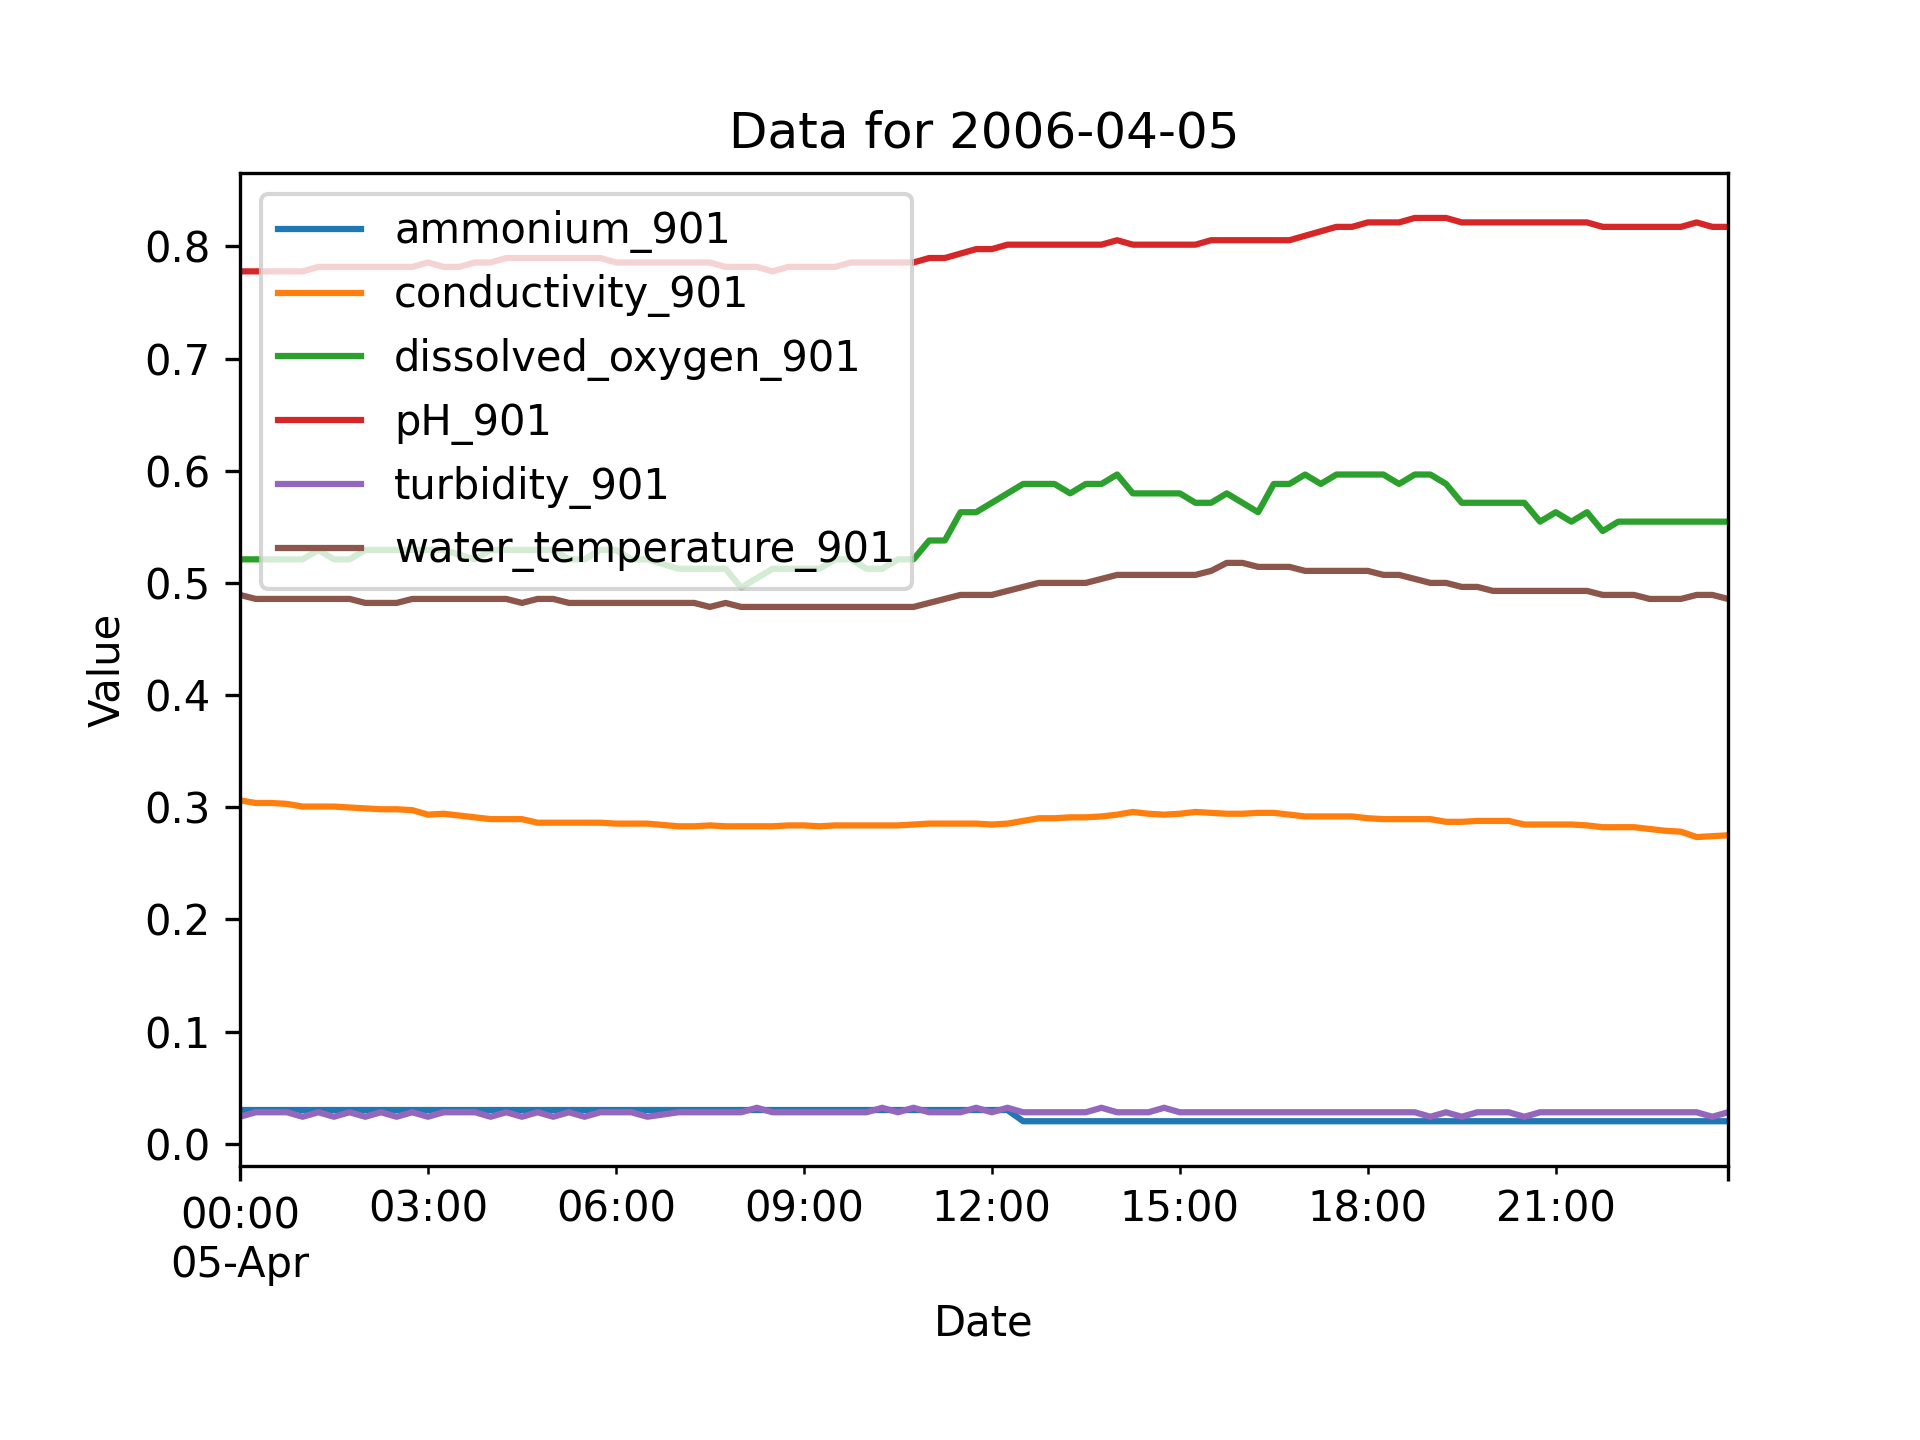 Data for 2006-04-05
ammonium_901
conductivity_901
dissolved_oxygen_901
pH_901
turbidity_901
water_temperature_901
Value
0.8
0.7
0.6
0.5
0.4
0.3
0.2
0.1
0.0
00:00 03:00 06:00 09:00 12:00 15:00 18:00 21:00
05-Apr
Date